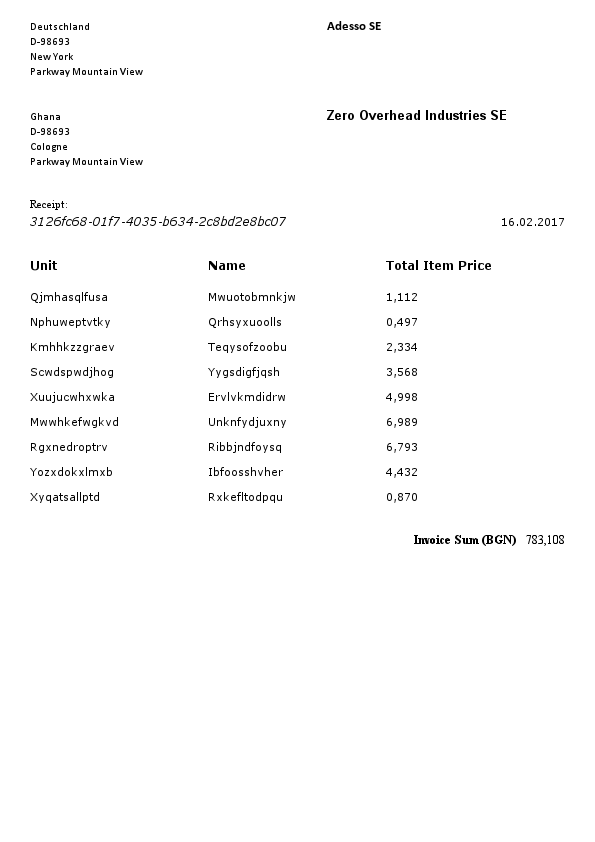 Deutschland
Adesso SE
D-98693
New York
Parkway Mountain View
Ghana
Zero Overhead Industries SE
D-98693
Cologne
Parkway Mountain View
Receipt:
3126fc68-01f7-4035-b634-2c8bd2e8bc07 16.02.2017
Unit Name Total Item Price
Qjmhasqlfusa Mwuotobmnkjw 1,112
Nphuweptvtky Qrhsyxuoolls 0,497
Kmhhkzzgraev Teqysofzoobu 2,334
Scwdspwdjhog Yygsdigfjqsh 3,568
Xuujucwhxwka Ervlvkmdidrw 4,998
Mwwhkefwgkvd Unknfydjuxny 6,989
Rgxnedroptrv Ribbjndfoysq 6,793
Yozxdokxlmxb Ibfoosshvher 4,432
Xyqatsallptd Rxkefltodpqu 0,870
Invoice Sum (BGN) 783,108